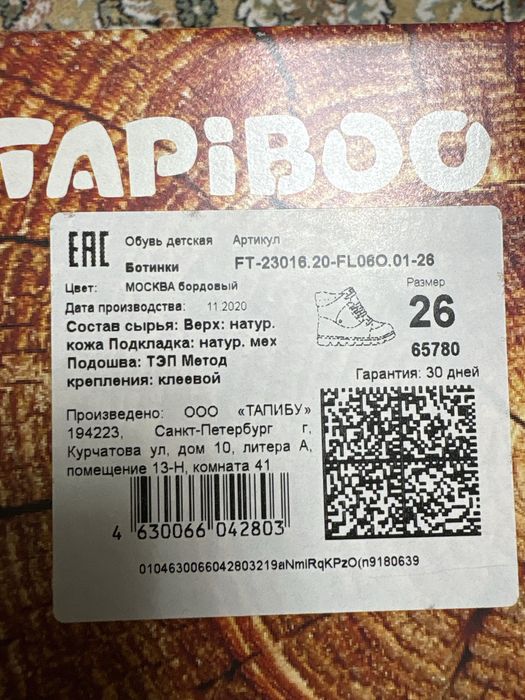 TAPiBOO
EAC
Обувь детская Артикул
Ботинки FT-23016.20-FL06O.01-26
Цвет: МОСКВА бордовый Размер
Дата производства: 11.2020 26
Состав сырья: Верх: натур.
кожа Подкладка: натур. мех 65780
Подошва: ТЭП Метод
крепления: клеевой Гарантия: 30 дней
Произведено: ООО «ТАПИБУ»
194223, Санкт-Петербург г,
Курчатова ул, дом 10, литера А,
помещение 13-Н, комната 41
4 630066 042803
0104630066042803219aNmlRqKPzO(n9180639